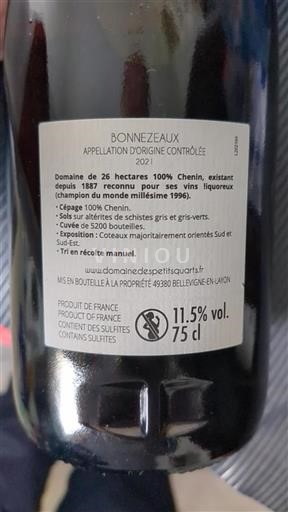 BONNEZEAUX
APPELLATION D'ORIGINE CONTRÔLÉE
2021
Domaine de 26 hectares 100% Chenin, existant
depuis 1887 reconnu pour ses vins liquoreux
(champion du monde millésime 1996).
• Cépage 100% Chenin.
• Sols sur altérites de schistes gris et gris-verts.
• Cuvée de 5200 bouteilles.
• Exposition : Coteaux majoritairement orientés Sud et
Sud-Est.
• Tri en récolte manuel.
VINIOU
www.domainedespetitsquarts.fr
MIS EN BOUTEILLE À LA PROPRIÉTÉ 49380 BELLEVIGNE-EN-LAYON
PRODUIT DE FRANCE
PRODUCT OF FRANCE
CONTIENT DES SULFITES
CONTAINS SULFITES
11.5% vol.
75 cl